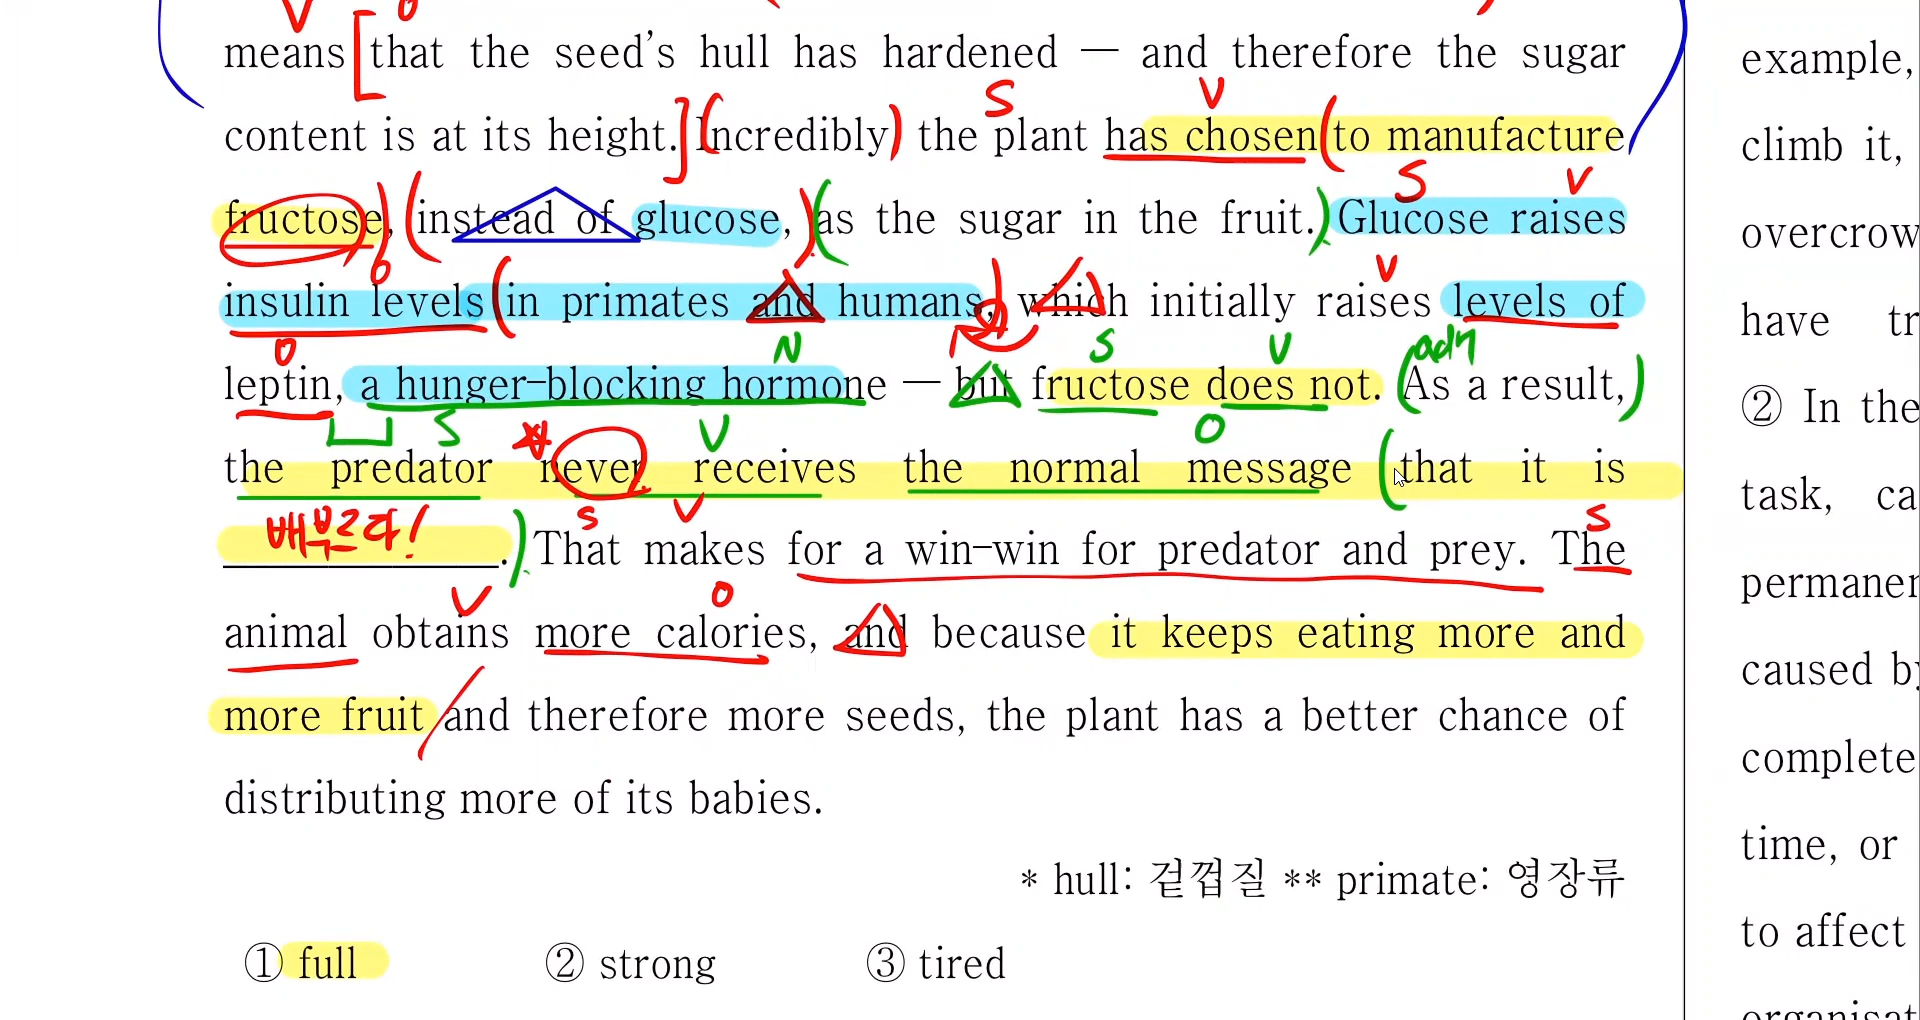 means that the seed's hull has hardened — and therefore the sugar
content is at its height. Incredibly the plant has chosen to manufacture
fructose, instead of glucose, as the sugar in the fruit. Glucose raises
insulin levels in primates and humans, which initially raises levels of
leptin, a hunger-blocking hormone — but fructose does not. As a result,
the predator never receives the normal message that it is
배부르다!
. That makes for a win-win for predator and prey. The
animal obtains more calories, and because it keeps eating more and
more fruit and therefore more seeds, the plant has a better chance of
distributing more of its babies.
* hull: 겉껍질 ** primate: 영장류
① full ② strong ③ tired
example,
climb it,
overcrow
have tr
② In the
task, ca
permanen
caused by
complete
time, or
to affect
organisat